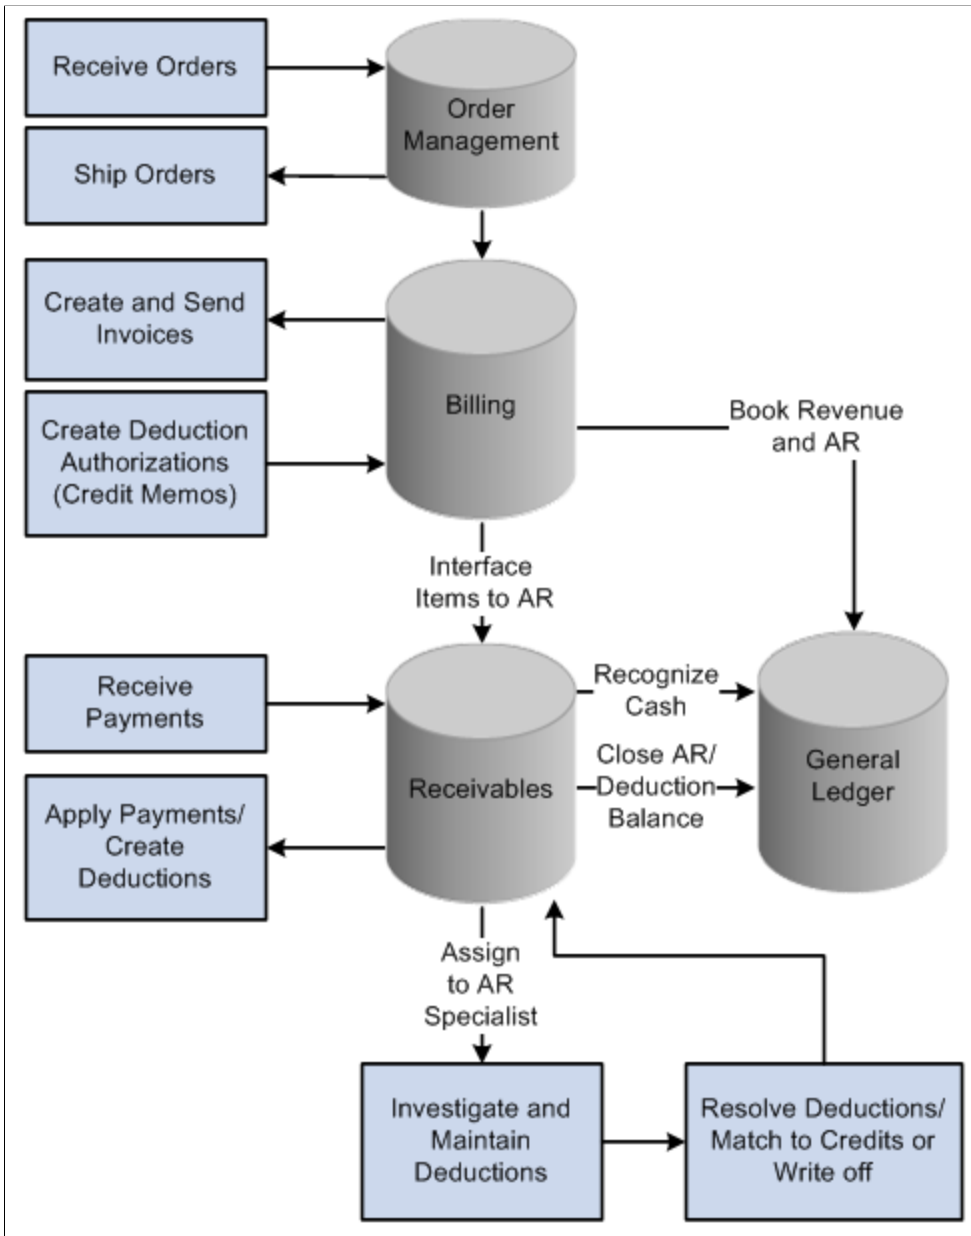 Receive Orders
Order
Management
Ship Orders
Create and Send
Invoices
Billing
Book Revenue
and AR
Create Deduction
Authorizations
(Credit Memos)
Interface
Items to AR
Receive
Payments
Recognize
Cash
General
Ledger
Receivables
Close AR/
Deduction
Balance
Apply Payments/
Create
Deductions
Assign
to AR
Specialist
Investigate and
Maintain
Deductions
Resolve Deductions/
Match to Credits or
Write off